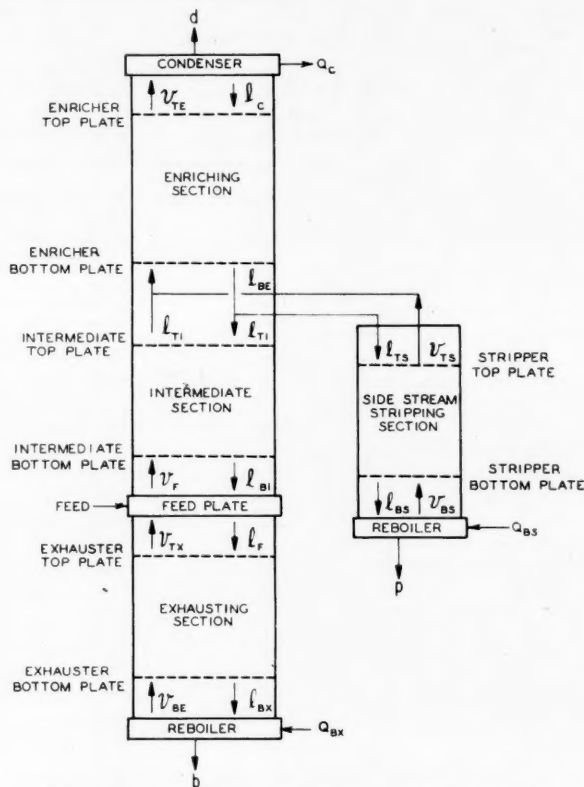 d
CONDENSER
Q_C
v_TE
l_C
ENRICHER
TOP PLATE
ENRICHING
SECTION
ENRICHER
BOTTOM PLATE
l_BE
l_TI
l_TI
INTERMEDIATE
TOP PLATE
l_TS
v_TS
STRIPPER
TOP PLATE
INTERMEDIATE
SECTION
SIDE STREAM
STRIPPING
SECTION
INTERMEDIATE
BOTTOM PLATE
v_F
l_BI
STRIPPER
BOTTOM PLATE
l_BS
v_BS
FEED
FEED PLATE
REBOILER
Q_BS
v_TX
l_F
EXHAUSTER
TOP PLATE
p
EXHAUSTING
SECTION
EXHAUSTER
BOTTOM PLATE
v_BE
l_BX
REBOILER
Q_BX
b